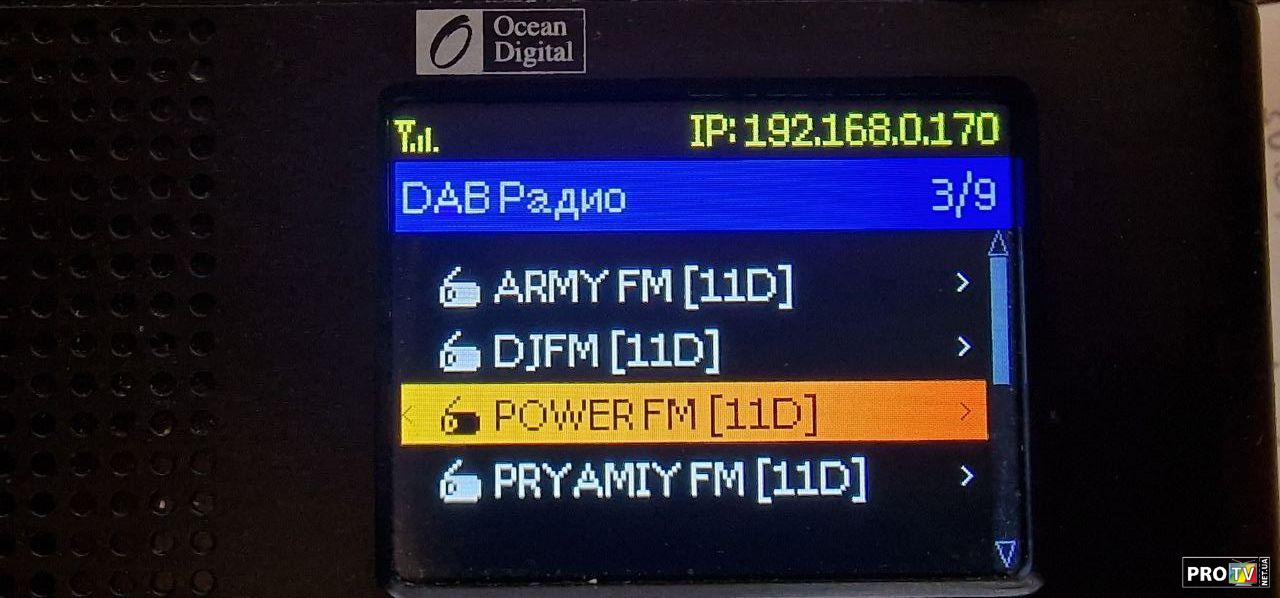 Ocean
Digital
IP: 192.168.0.170
DAB Радио 3/9
ARMY FM [11D] >
DJFM [11D] >
< POWER FM [11D] >
PRYAMIY FM [11D] >
PRO TV NET.UA